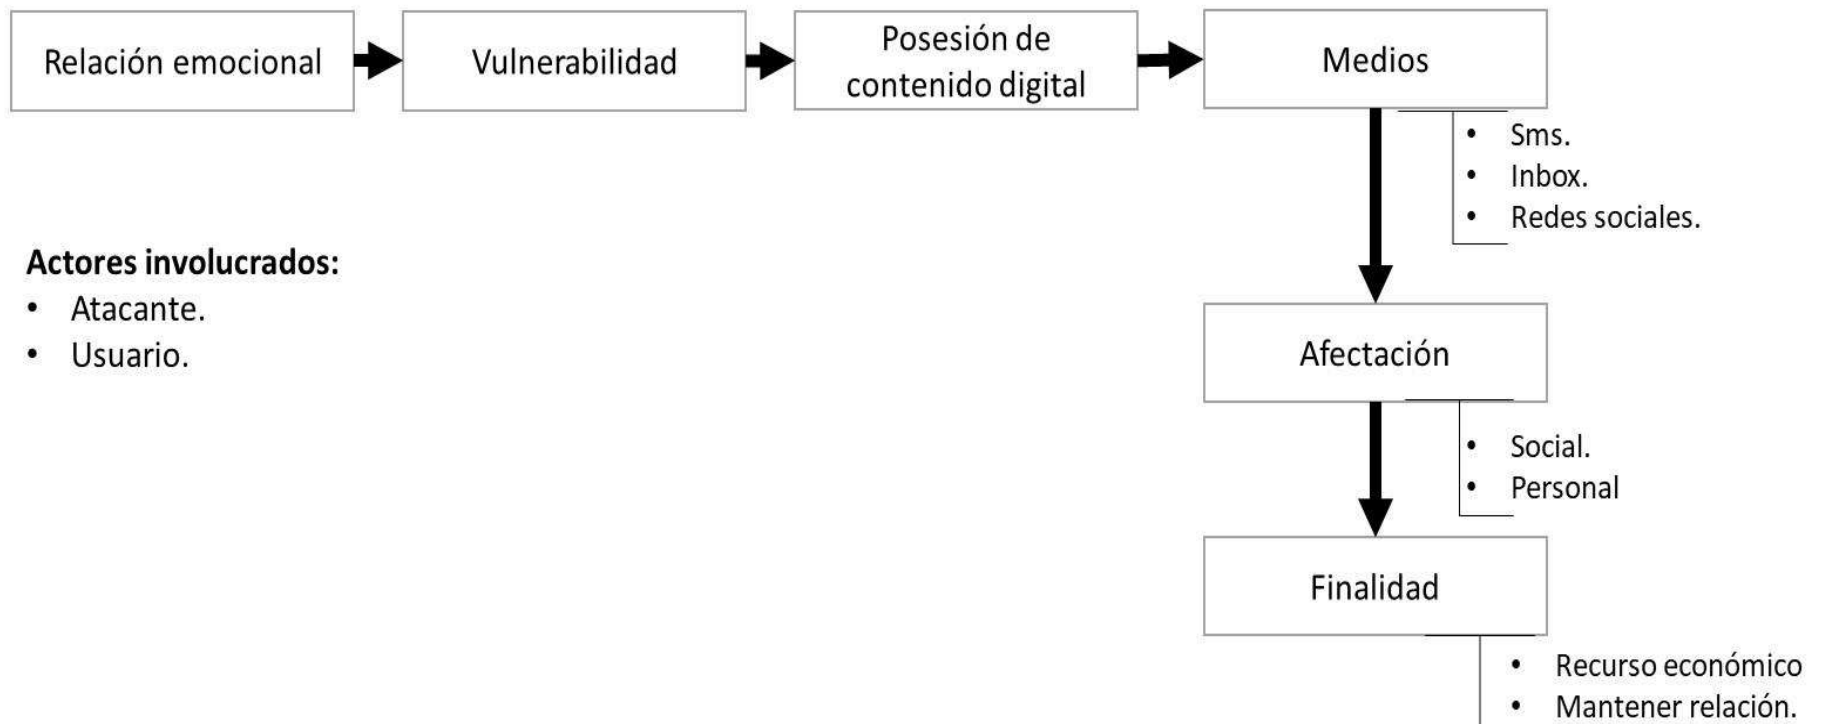 Relación emocional
Vulnerabilidad
Posesión de
contenido digital
Medios
• Sms.
• Inbox.
• Redes sociales.
Actores involucrados:
• Atacante.
• Usuario.
Afectación
• Social.
• Personal
Finalidad
• Recurso económico
• Mantener relación.